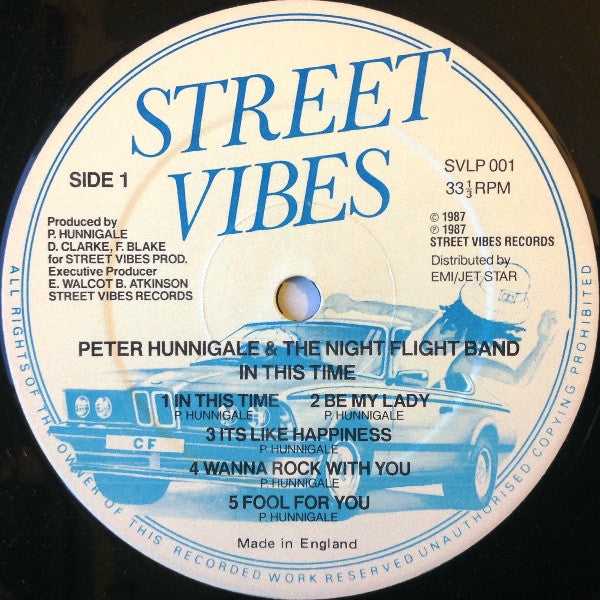 STREET
VIBES
SIDE 1
SVLP 001
33 1/3 RPM
Produced by
P. HUNNIGALE
D. CLARKE, F. BLAKE
for STREET VIBES PROD.
Executive Producer
E. WALCOT B. ATKINSON
STREET VIBES RECORDS
© 1987
℗ 1987
STREET VIBES RECORDS
Distributed by
EMI/JET STAR
PETER HUNNIGALE & THE NIGHT FLIGHT BAND
IN THIS TIME
1 IN THIS TIME
P. HUNNIGALE
2 BE MY LADY
P. HUNNIGALE
3 ITS LIKE HAPPINESS
P. HUNNIGALE
4 WANNA ROCK WITH YOU
P. HUNNIGALE
5 FOOL FOR YOU
P. HUNNIGALE
CF
Made in England
ALL RIGHTS OF THE OWNER OF THIS RECORDED WORK RESERVED UNAUTHORISED COPYING PROHIBITED